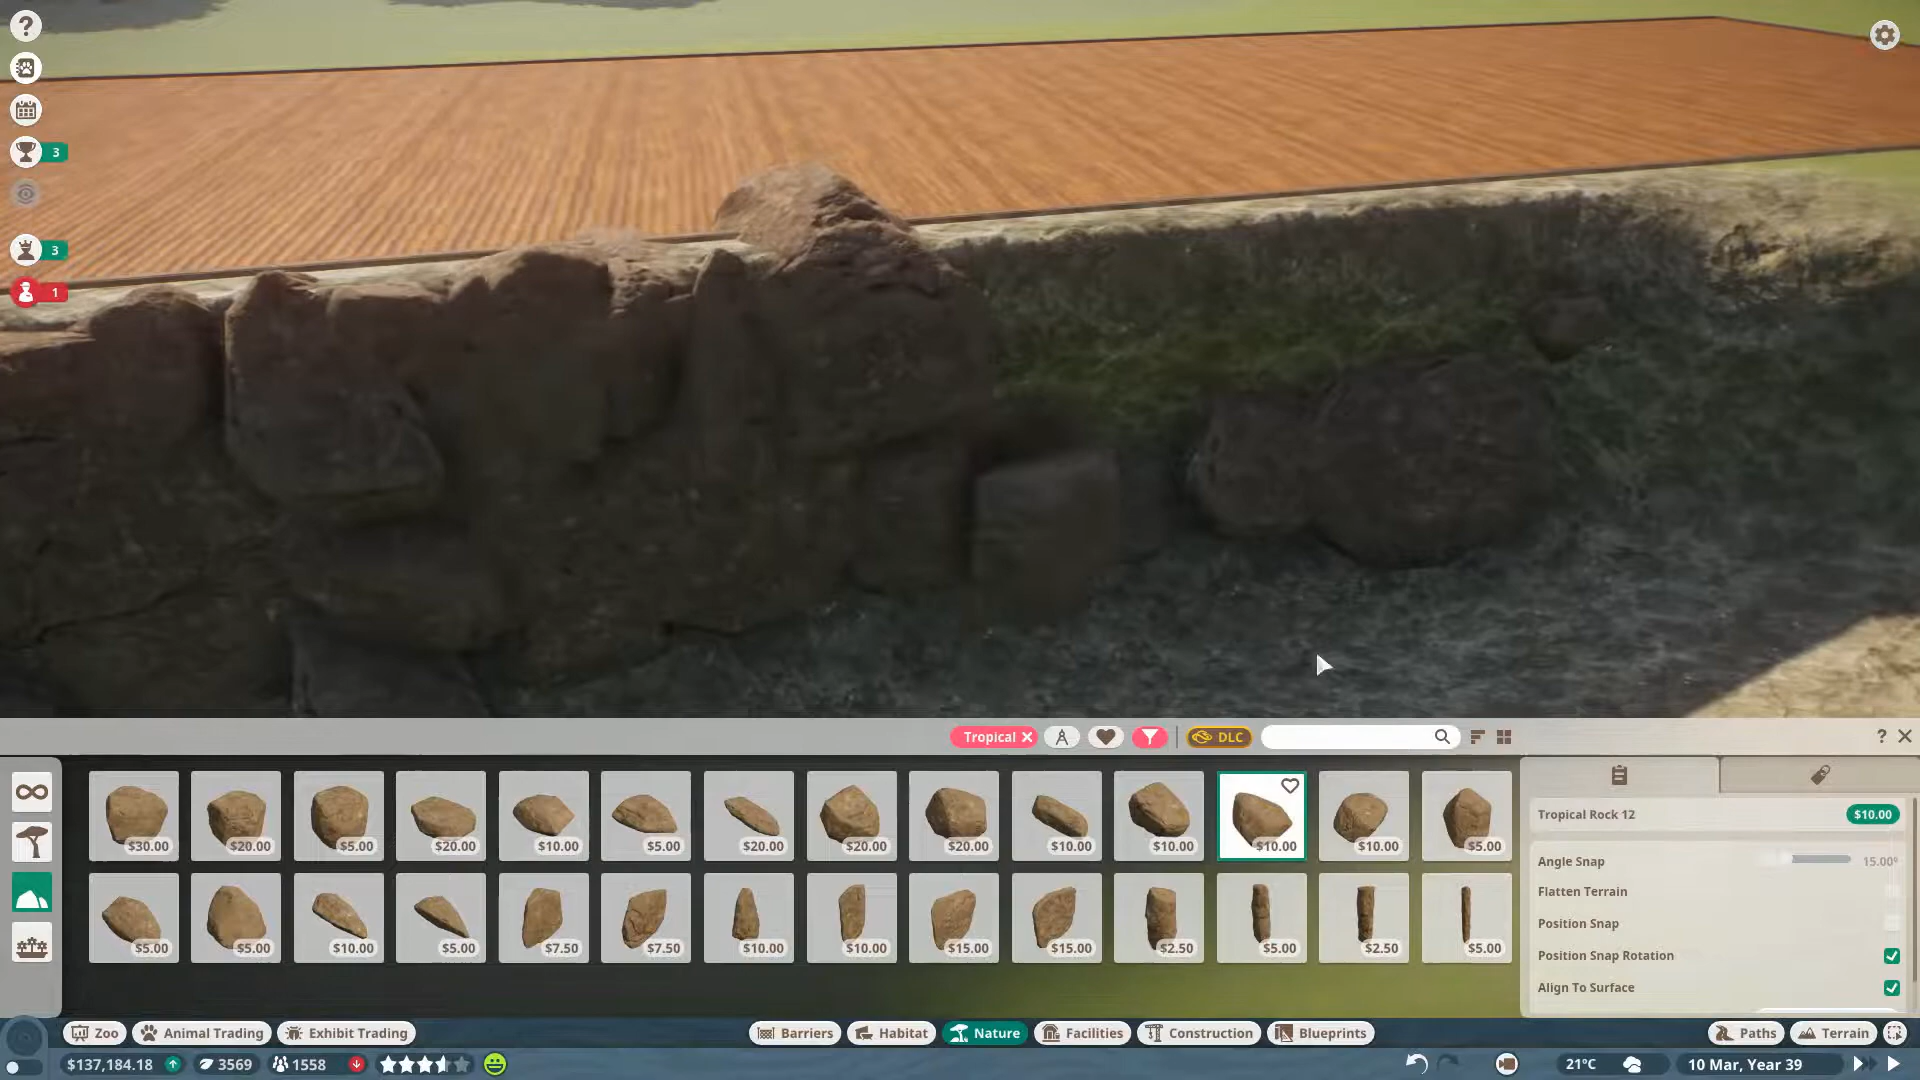 3
3
1
Tropical
DLC
$30.00 $20.00 $5.00 $20.00 $10.00 $5.00 $20.00 $20.00 $20.00 $10.00 $10.00 $10.00 $10.00 $5.00
$5.00 $5.00 $10.00 $5.00 $7.50 $7.50 $10.00 $10.00 $15.00 $15.00 $2.50 $5.00 $2.50 $5.00
Tropical Rock 12 $10.00
Angle Snap 15.00°
Flatten Terrain
Position Snap
Position Snap Rotation
Align To Surface
Zoo Animal Trading Exhibit Trading Barriers Habitat Nature Facilities Construction Blueprints Paths Terrain
$137,184.18 3569 1558 21°C 10 Mar, Year 39